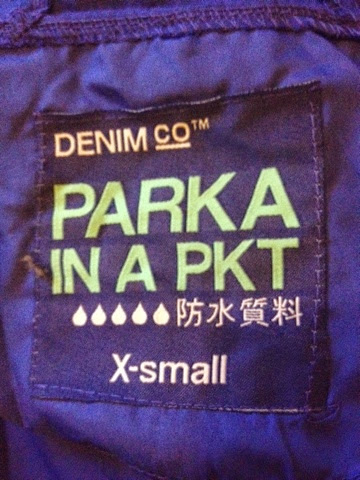 DENIM CO™
PARKA
IN A PKT
防水質料
X-small